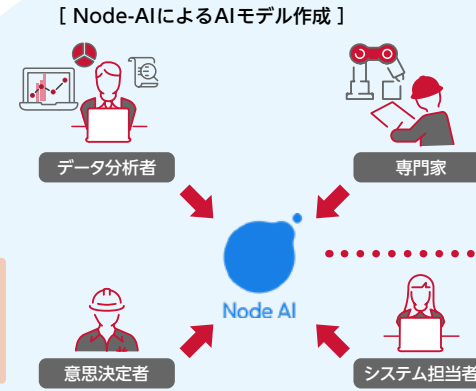 [ Node-AIによるAIモデル作成 ]
データ分析者
専門家
Node AI
意思決定者
システム担当者